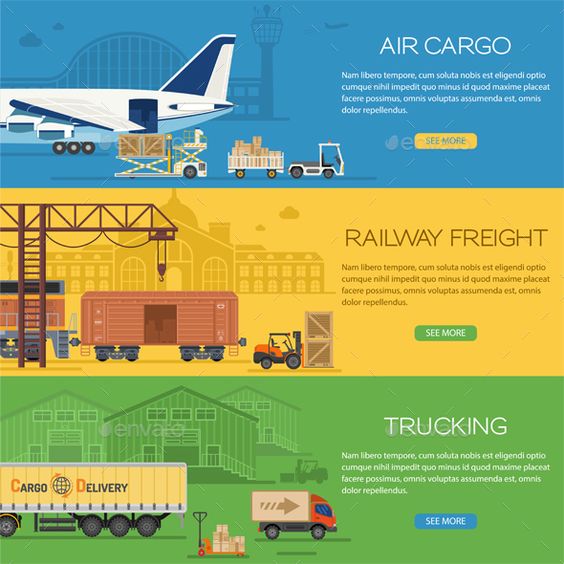 AIR CARGO
Nam libero tempore, cum soluta nobis est eligendi optio
cumque nihil impedit quo minus id quod maxime placeat
facere possimus, omnis voluptas assumenda est, omnis
dolor repellendus.
SEE MORE
envato
RAILWAY FREIGHT
Nam libero tempore, cum soluta nobis est eligendi optio
cumque nihil impedit quo minus id quod maxime placeat
facere possimus, omnis voluptas assumenda est, omnis
dolor repellendus.
SEE MORE
TRUCKING
envato
envato
Nam libero tempore, cum soluta nobis est eligendi optio
cumque nihil impedit quo minus id quod maxime placeat
facere possimus, omnis voluptas assumenda est, omnis
dolor repellendus.
CARGO DELIVERY
SEE MORE